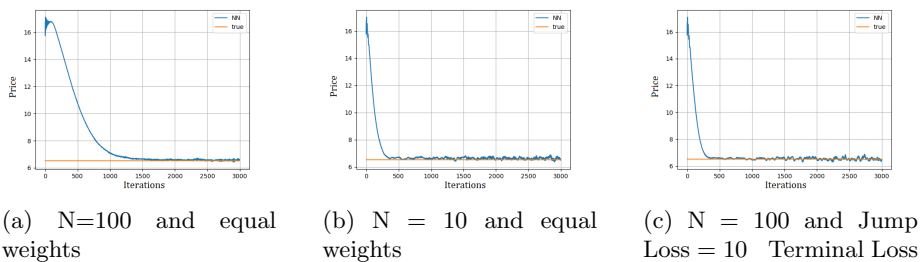 NN
true
16
14
12
10
8
6
Price
0
500
1000
1500
2000
2500
3000
Iterations
(a) N=100 and equal
weights
NN
true
16
14
12
10
8
6
Price
0
500
1000
1500
2000
2500
3000
Iterations
(b) N = 10 and equal
weights
NN
true
16
14
12
10
8
6
Price
0
500
1000
1500
2000
2500
3000
Iterations
(c) N = 100 and Jump
Loss = 10 Terminal Loss